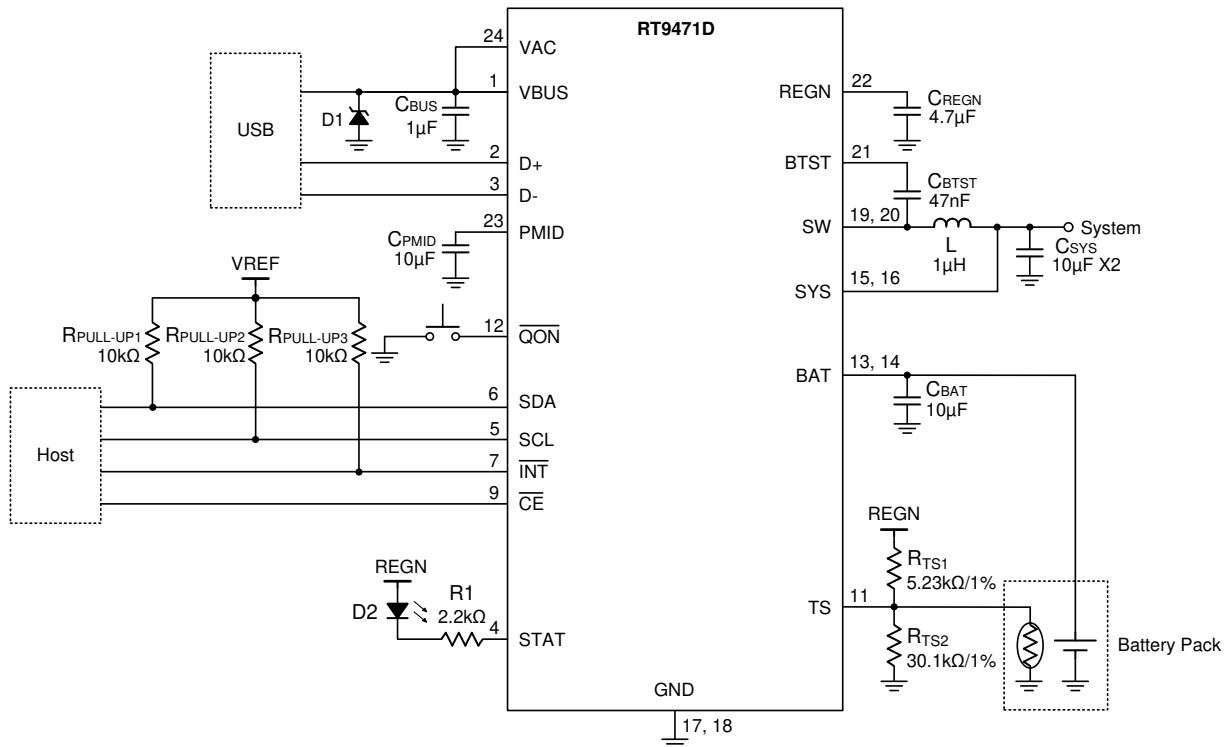 RT9471D
24
VAC
1
VBUS
USB
D1
CBUS
1µF
2
D+
3
D-
23
PMID
CPMID
10µF
VREF
RPULL-UP1
10kΩ
RPULL-UP2
10kΩ
RPULL-UP3
10kΩ
12
QON
Host
6
SDA
5
SCL
7
INT
9
CE
REGN
D2
R1
2.2kΩ
4
STAT
REGN
22
CREGN
4.7µF
BTST
21
CBTST
47nF
SW
19, 20
L
1µH
System
CSYS
10µF X2
SYS
15, 16
BAT
13, 14
CBAT
10µF
REGN
RTS1
5.23kΩ/1%
TS
11
RTS2
30.1kΩ/1%
Battery Pack
GND
17, 18